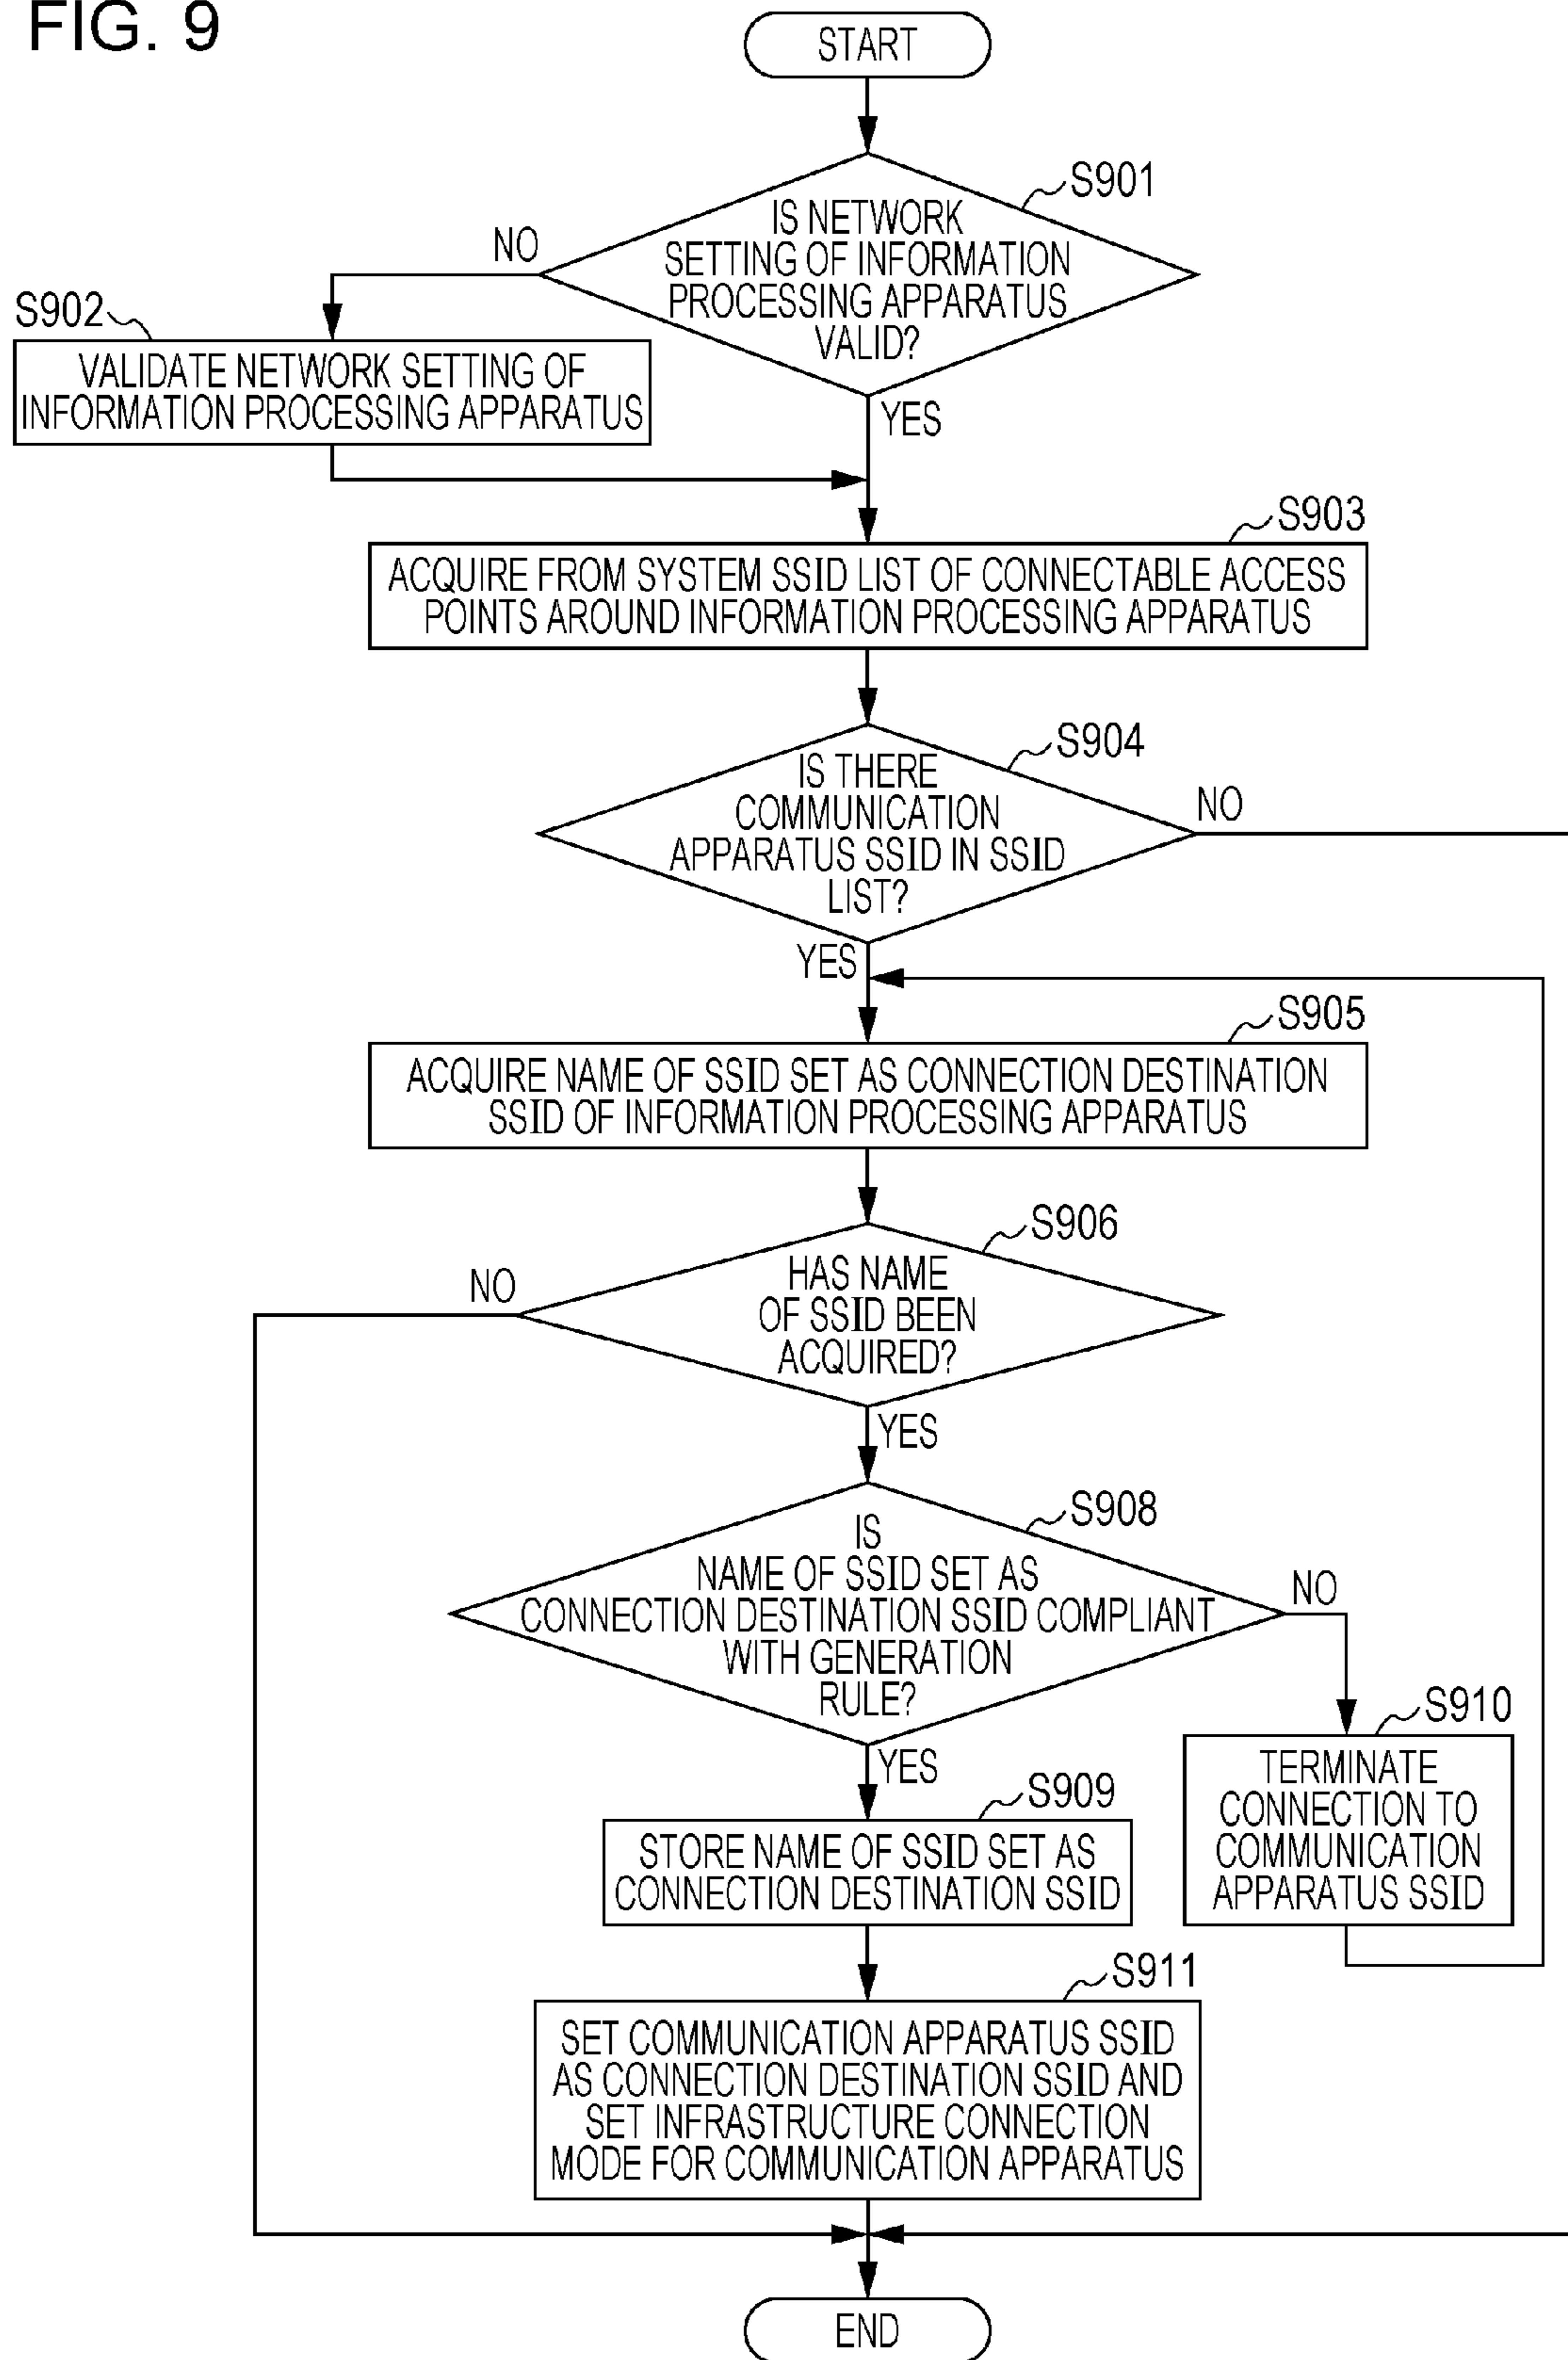 FIG. 9
START
S901
IS NETWORK
SETTING OF INFORMATION
PROCESSING APPARATUS
VALID?
NO
S902
VALIDATE NETWORK SETTING OF
INFORMATION PROCESSING APPARATUS
YES
S903
ACQUIRE FROM SYSTEM SSID LIST OF CONNECTABLE ACCESS
POINTS AROUND INFORMATION PROCESSING APPARATUS
S904
IS THERE
COMMUNICATION
APPARATUS SSID IN SSID
LIST?
NO
YES
S905
ACQUIRE NAME OF SSID SET AS CONNECTION DESTINATION
SSID OF INFORMATION PROCESSING APPARATUS
S906
HAS NAME
OF SSID BEEN
ACQUIRED?
NO
YES
S908
IS
NAME OF SSID SET AS
CONNECTION DESTINATION SSID COMPLIANT
WITH GENERATION
RULE?
NO
YES
S910
TERMINATE
CONNECTION TO
COMMUNICATION
APPARATUS SSID
S909
STORE NAME OF SSID SET AS
CONNECTION DESTINATION SSID
S911
SET COMMUNICATION APPARATUS SSID
AS CONNECTION DESTINATION SSID AND
SET INFRASTRUCTURE CONNECTION
MODE FOR COMMUNICATION APPARATUS
END